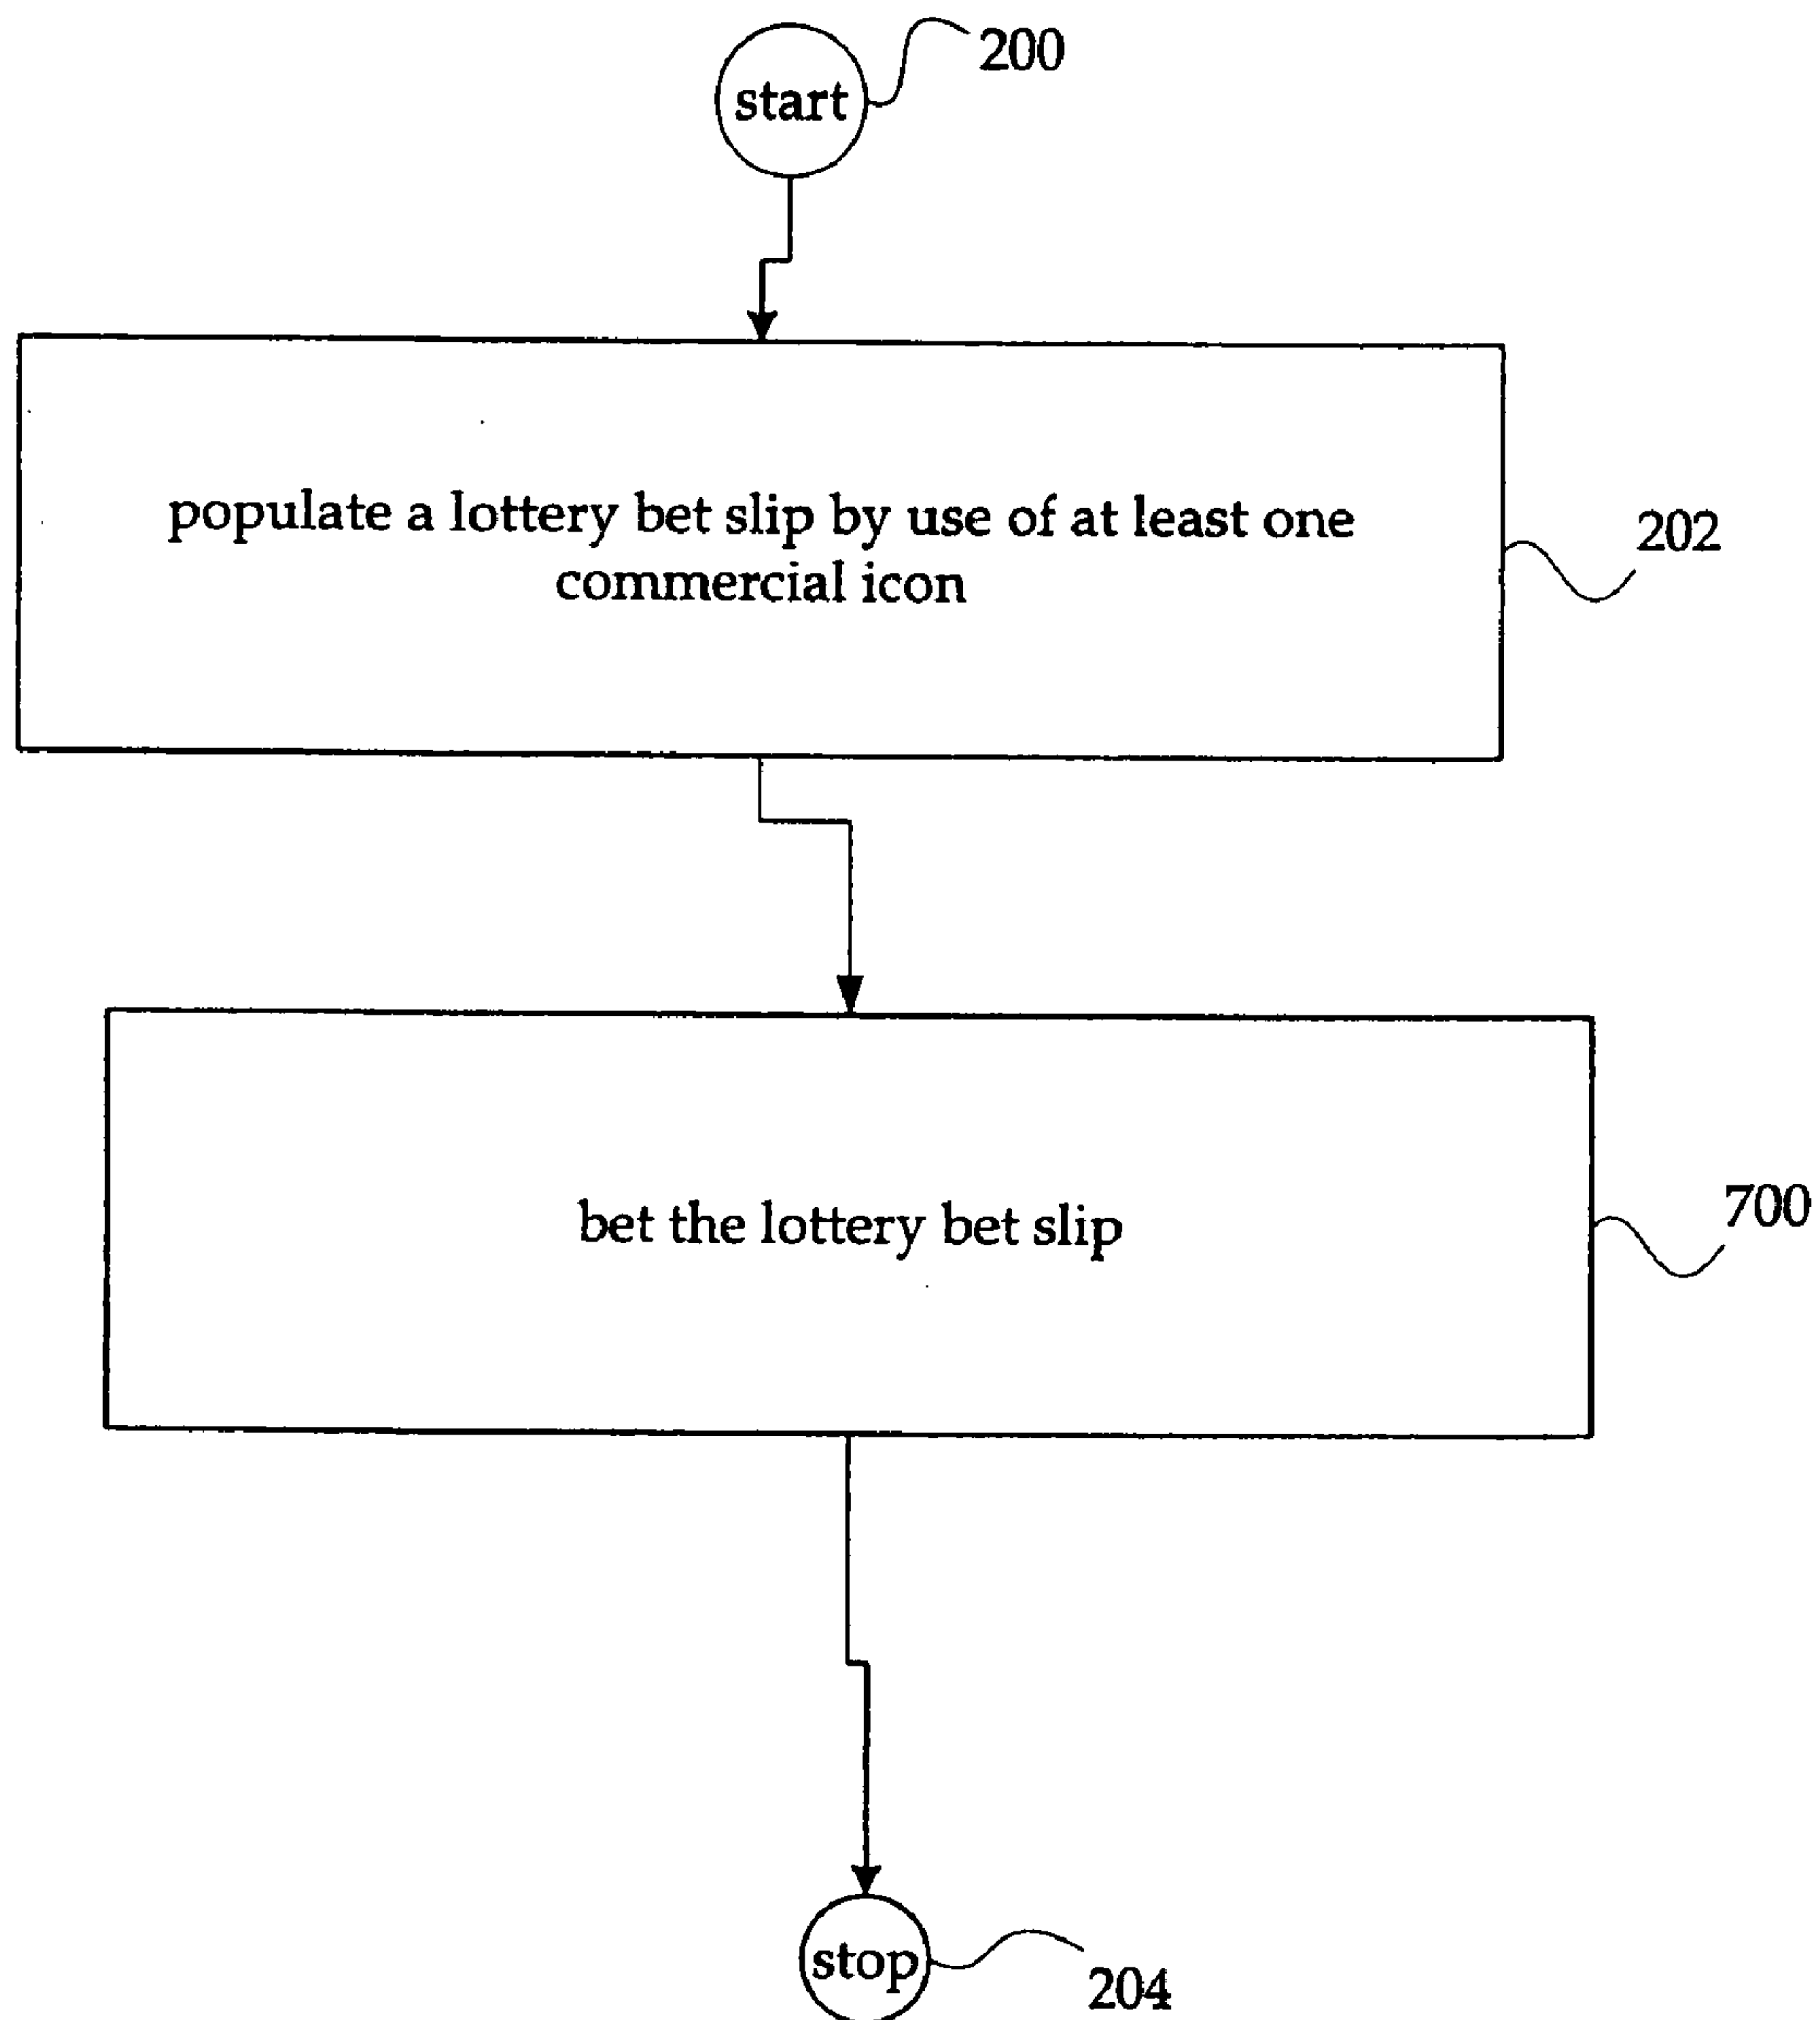 start
200
populate a lottery bet slip by use of at least one
commercial icon
202
bet the lottery bet slip
700
stop
204